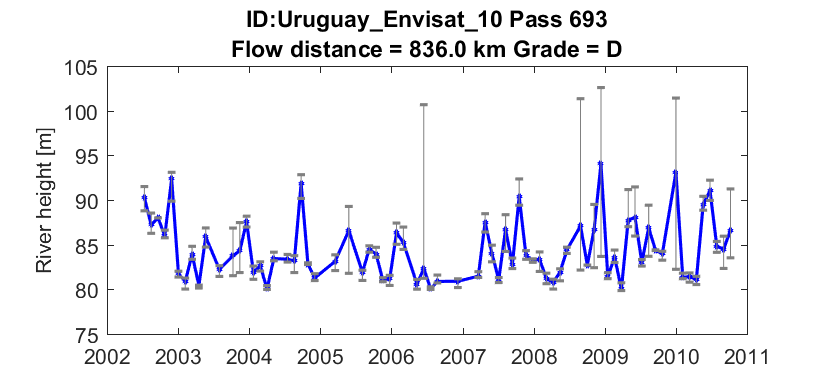 ID:Uruguay_Envisat_10 Pass 693
Flow distance = 836.0 km Grade = D
River height [m]
105
100
95
90
85
80
75
2002 2003 2004 2005 2006 2007 2008 2009 2010 2011